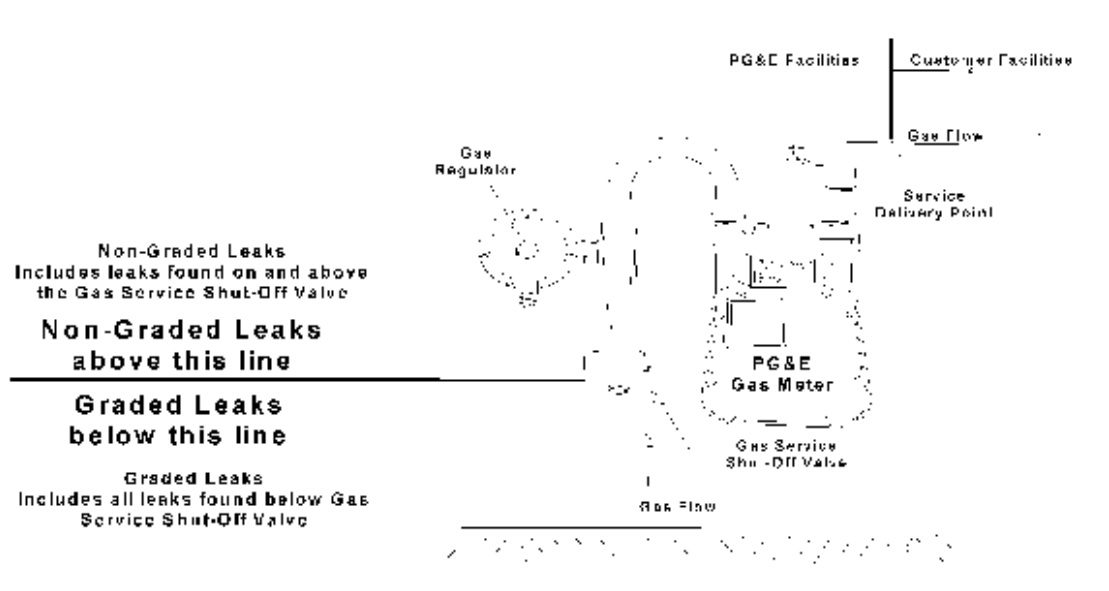 PG&E Facilities
Customer Facilities
Gas Flow
Gas
Regulator
Service
Delivery Point
Non-Graded Leaks
Includes leaks found on and above
the Gas Service Shut-Off Valve
Non-Graded Leaks
above this line
PG&E
Gas Meter
Graded Leaks
below this line
Gas Service
Shut-Off Valve
Graded Leaks
Includes all leaks found below Gas
Service Shut-Off Valve
Gas Flow